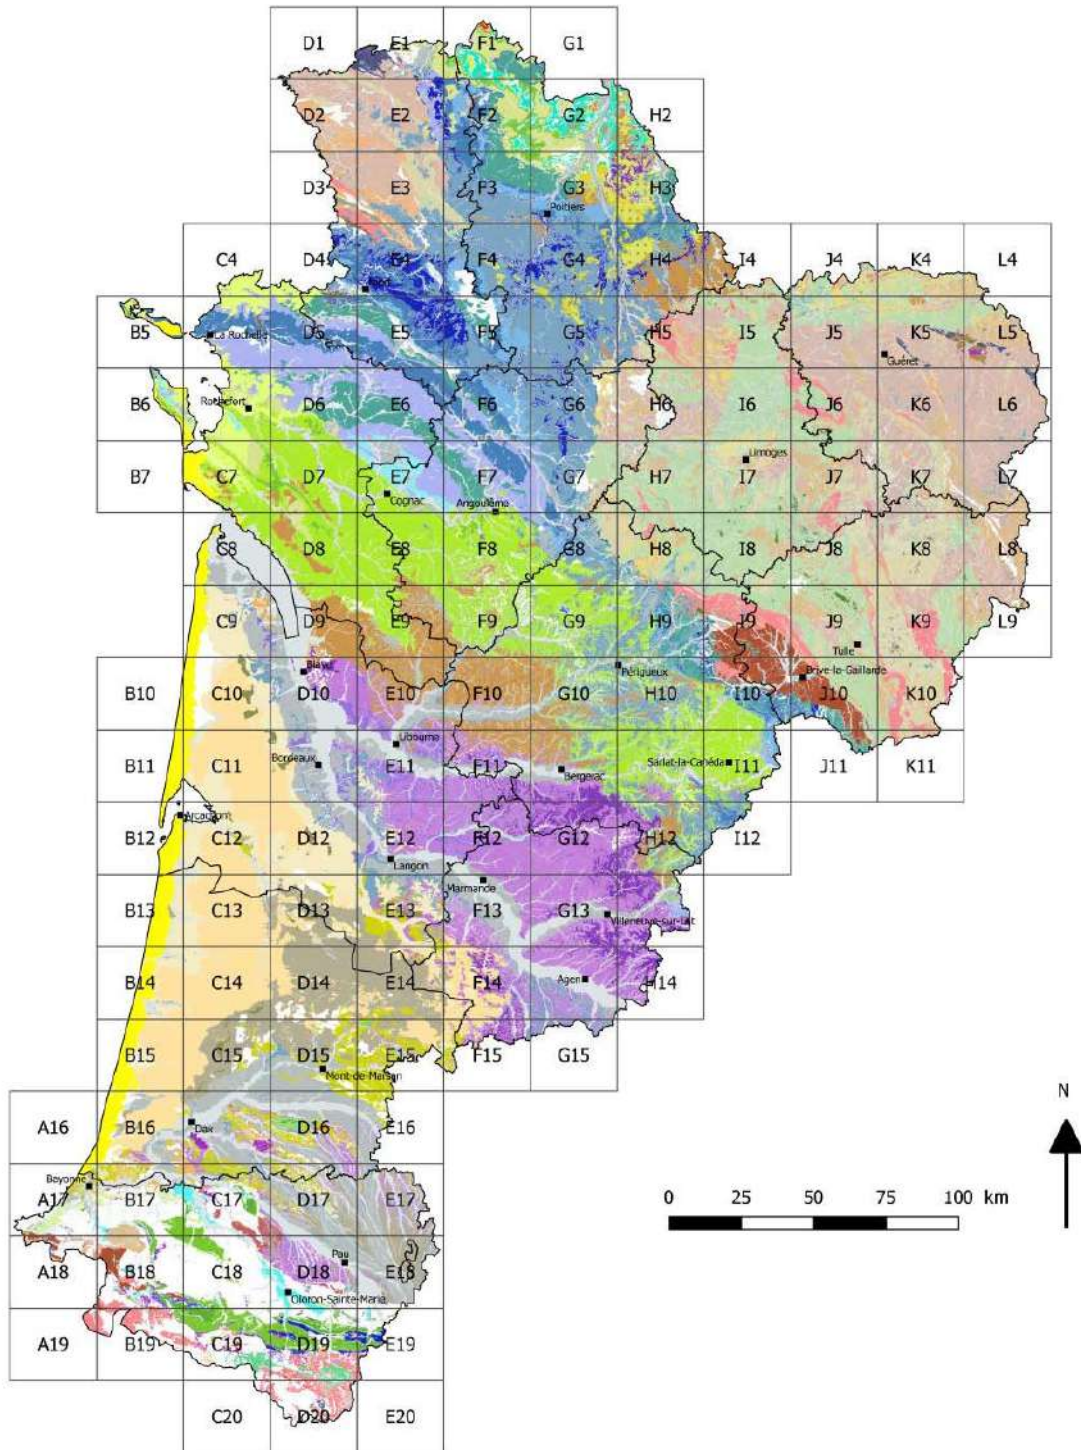 D1 E1 F1 G1
D2 E2 F2 G2 H2
D3 E3 F3 G3 H3
Poitiers
C4 D4 E4 F4 G4 H4 I4 J4 K4 L4
Niort
B5 La Rochelle D5 E5 F5 G5 H5 I5 J5 K5 L5
Guéret
B6 Rochefort D6 E6 F6 G6 H6 I6 J6 K6 L6
Limoges
B7 C7 D7 E7 F7 G7 H7 I7 J7 K7 L7
Cognac Angoulême
C8 D8 E8 F8 G8 H8 I8 J8 K8 L8
C9 D9 E9 F9 G9 H9 I9 J9 K9 L9
Tulle
Blaye Périgueux Brive-la-Gaillarde
B10 C10 D10 E10 F10 G10 H10 I10 J10 K10
Libourne
B11 C11 Bordeaux E11 F11 Bergerac Sarlat-la-Canéda I11 J11 K11
Arcachon
B12 C12 D12 E12 F12 G12 H12 I12
Langon
Marmande
B13 C13 D13 E13 F13 G13 Villeneuve-sur-Lot
B14 C14 D14 E14 F14 Agen H14
B15 C15 D15 E15 F15 G15
Mont-de-Marsan
A16 B16 Dax D16 E16
N
Bayonne
A17 B17 C17 D17 E17
0 25 50 75 100 km
Pau
A18 B18 C18 D18 E18
Oloron-Sainte-Marie
A19 B19 C19 D19 E19
C20 D20 E20